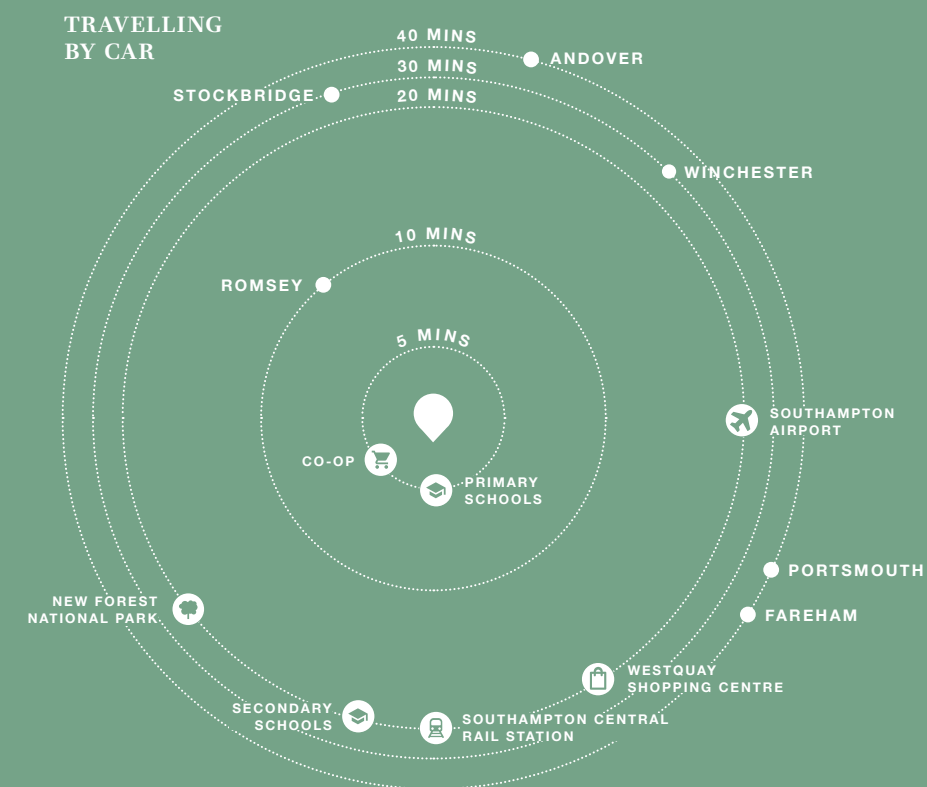 TRAVELLING
BY CAR
40 MINS
ANDOVER
30 MINS
STOCKBRIDGE
20 MINS
WINCHESTER
10 MINS
ROMSEY
5 MINS
SOUTHAMPTON
AIRPORT
CO-OP
PRIMARY
SCHOOLS
PORTSMOUTH
NEW FOREST
NATIONAL PARK
FAREHAM
WESTQUAY
SHOPPING CENTRE
SECONDARY
SCHOOLS
SOUTHAMPTON CENTRAL
RAIL STATION